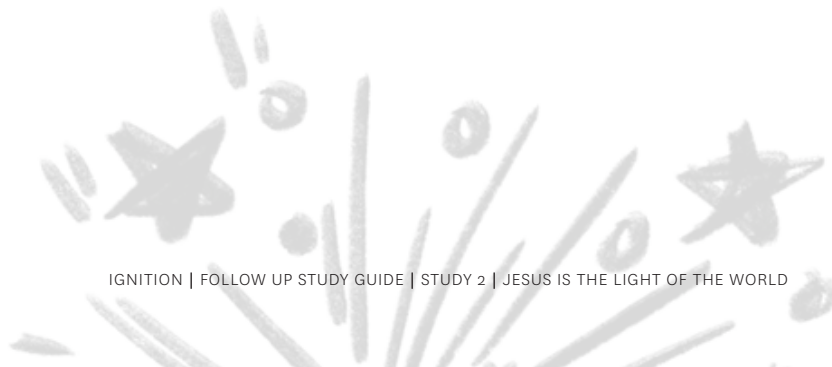 IGNITION | FOLLOW UP STUDY GUIDE | STUDY 2 | JESUS IS THE LIGHT OF THE WORLD